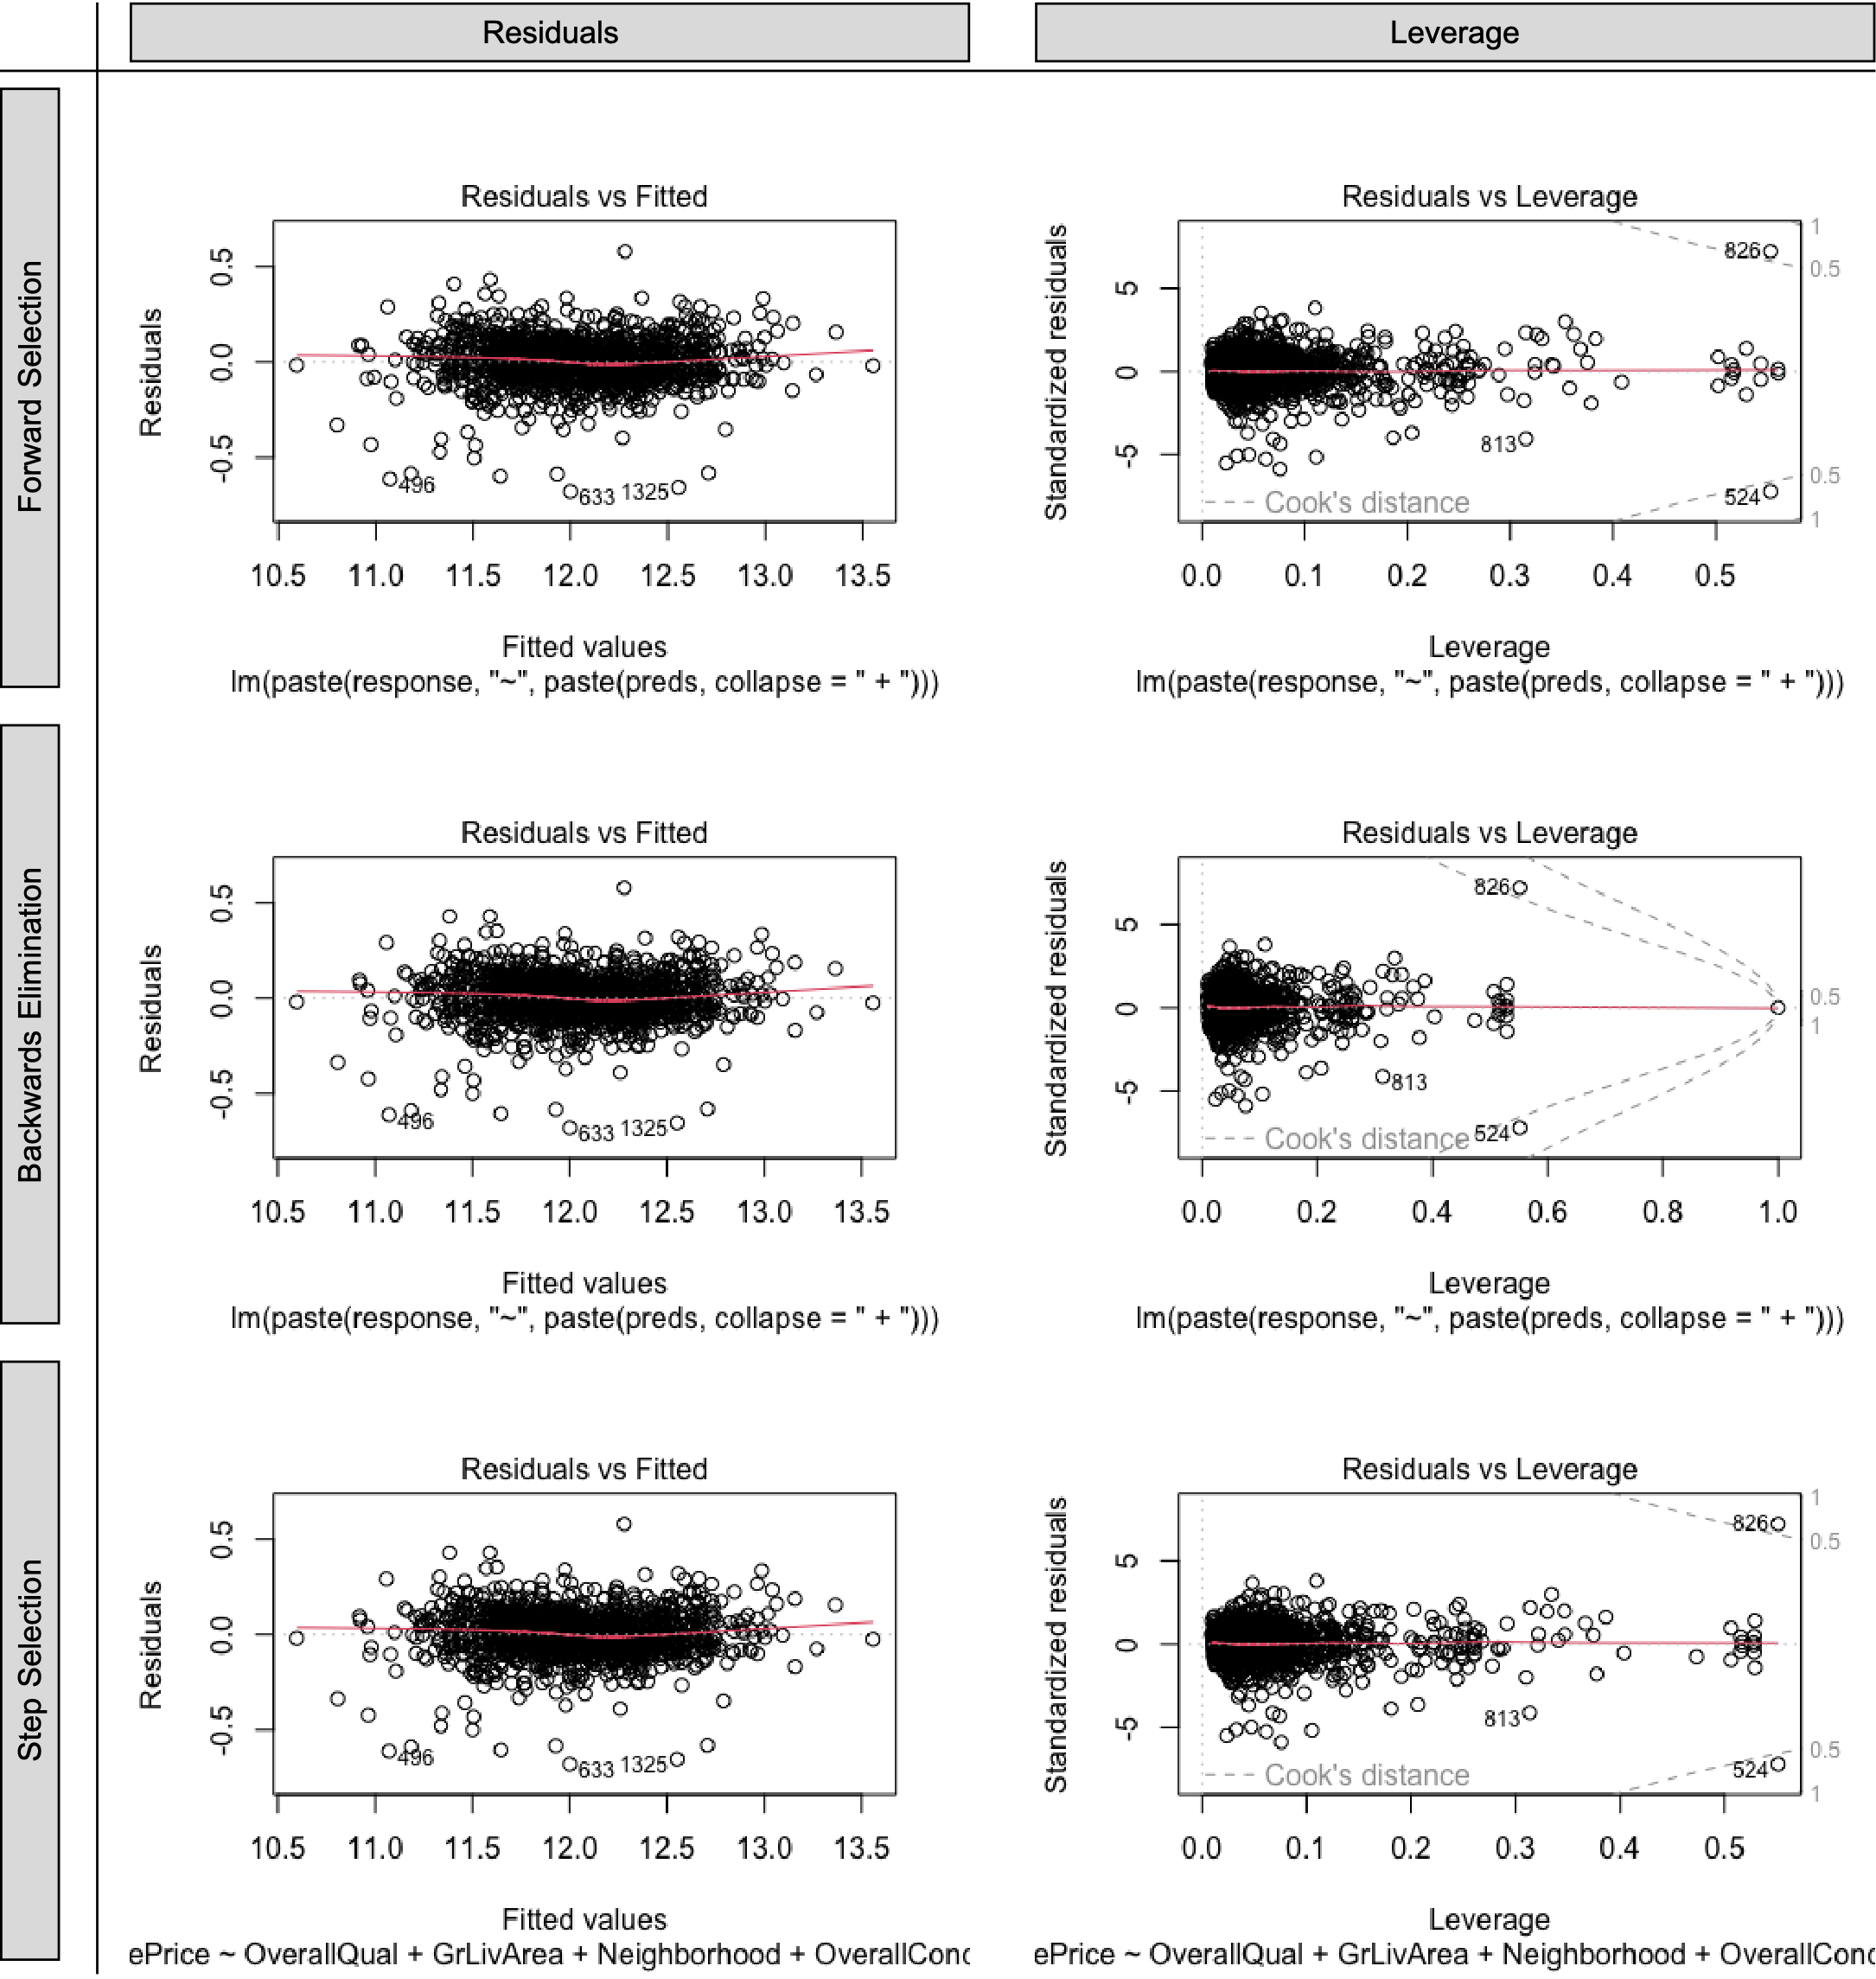 Residuals
Leverage
Forward Selection
Residuals vs Fitted
Residuals
0.5
0.0
-0.5
496
633
1325
10.5 11.0 11.5 12.0 12.5 13.0 13.5
Fitted values
lm(paste(response, "~", paste(preds, collapse = " + ")))
Residuals vs Leverage
Standardized residuals
5
0
-5
826
813
524
1
0.5
0.5
1
Cook's distance
0.0 0.1 0.2 0.3 0.4 0.5
Leverage
lm(paste(response, "~", paste(preds, collapse = " + ")))
Backwards Elimination
Residuals vs Fitted
Residuals
0.5
0.0
-0.5
496
633
1325
10.5 11.0 11.5 12.0 12.5 13.0 13.5
Fitted values
lm(paste(response, "~", paste(preds, collapse = " + ")))
Residuals vs Leverage
Standardized residuals
5
0
-5
826
813
524
0.5
1
Cook's distance
0.0 0.2 0.4 0.6 0.8 1.0
Leverage
lm(paste(response, "~", paste(preds, collapse = " + ")))
Step Selection
Residuals vs Fitted
Residuals
0.5
0.0
-0.5
496
633
1325
10.5 11.0 11.5 12.0 12.5 13.0 13.5
Fitted values
ePrice ~ OverallQual + GrLivArea + Neighborhood + OverallCond
Residuals vs Leverage
Standardized residuals
5
0
-5
826
813
524
1
0.5
0.5
1
Cook's distance
0.0 0.1 0.2 0.3 0.4 0.5
Leverage
ePrice ~ OverallQual + GrLivArea + Neighborhood + OverallCond